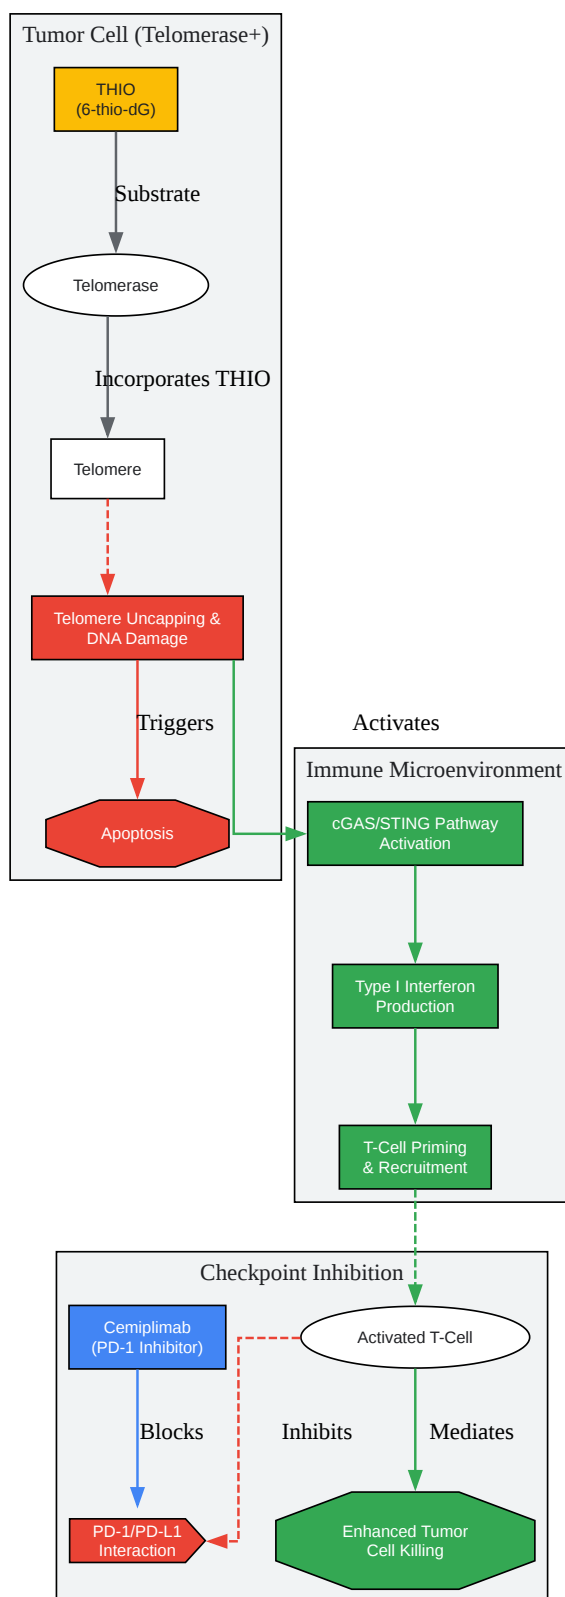 Tumor Cell (Telomerase+)
THIO
(6-thio-dG)
Substrate
Telomerase
Incorporates THIO
Telomere
Telomere Uncapping &
DNA Damage
Triggers
Activates
Apoptosis
Immune Microenvironment
cGAS/STING Pathway
Activation
Type I Interferon
Production
T-Cell Priming
& Recruitment
Checkpoint Inhibition
Cemiplimab
(PD-1 Inhibitor)
Activated T-Cell
Blocks
Inhibits
Mediates
PD-1/PD-L1
Interaction
Enhanced Tumor
Cell Killing